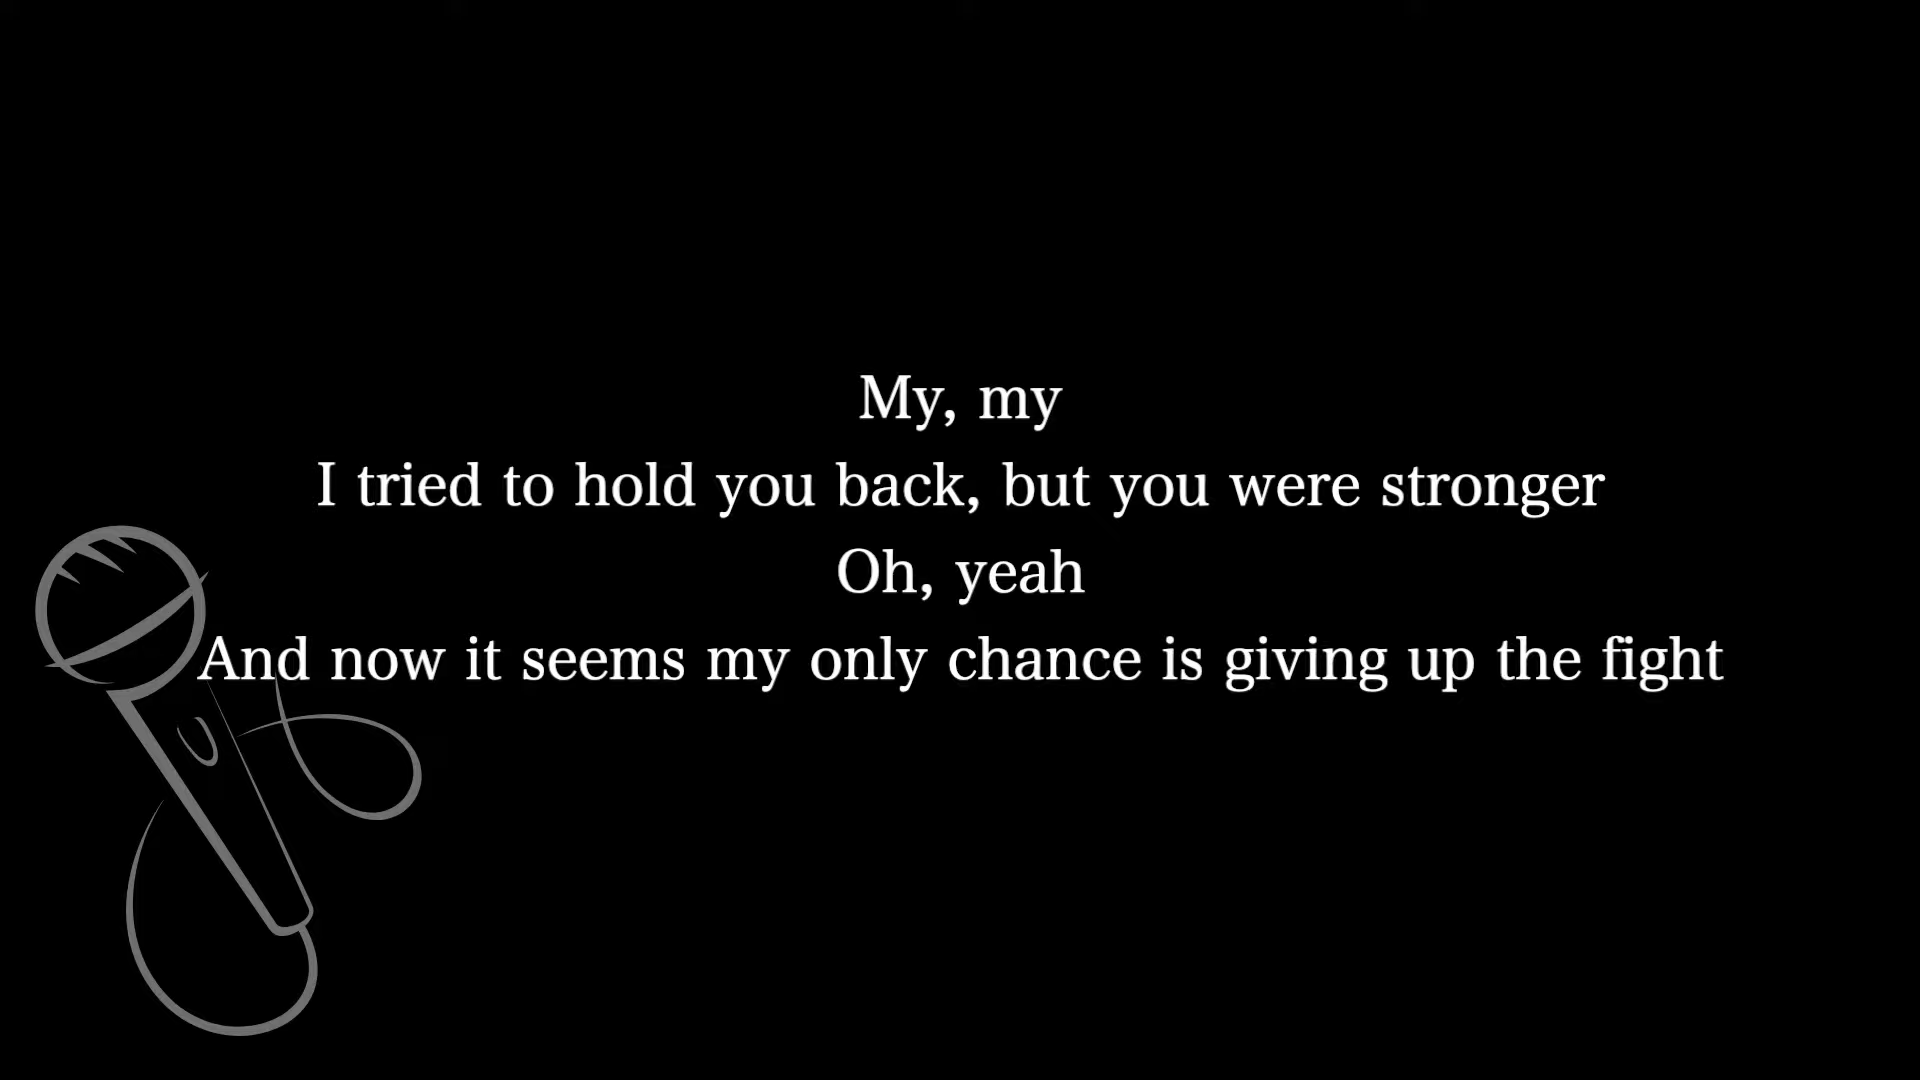 My, my
I tried to hold you back, but you were stronger
Oh, yeah
And now it seems my only chance is giving up the fight